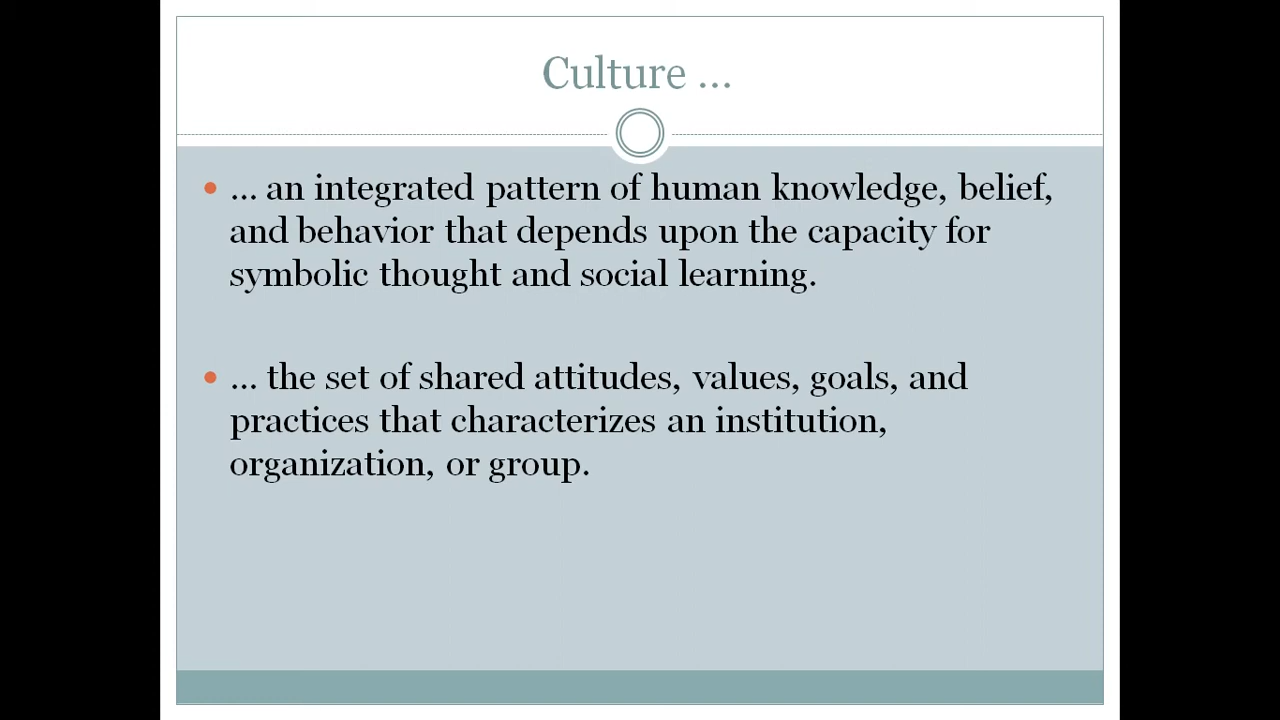 Culture ...
• ... an integrated pattern of human knowledge, belief,
and behavior that depends upon the capacity for
symbolic thought and social learning.
• ... the set of shared attitudes, values, goals, and
practices that characterizes an institution,
organization, or group.